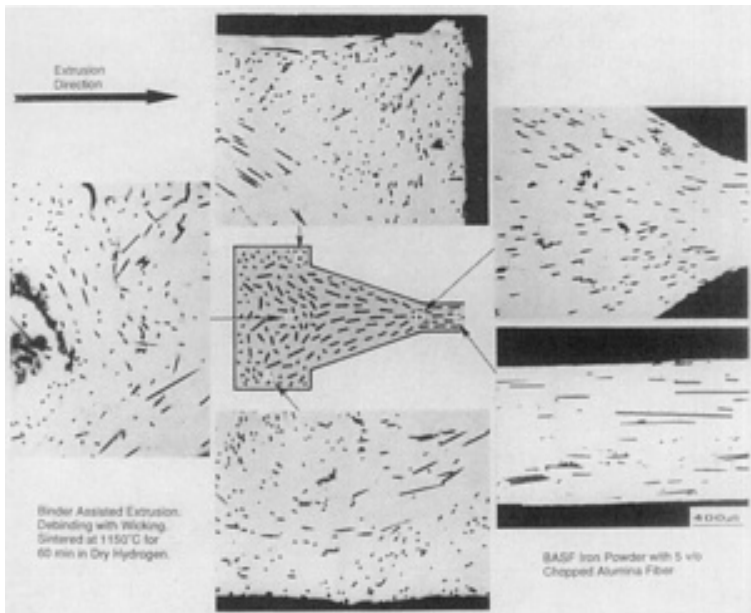 Extrusion
Direction
Binder Assisted Extrusion.
Debinding with Wicking.
Sintered at 1150°C for
60 min in Dry Hydrogen.
400μ
BASF Iron Powder with 5 v/o
Chopped Alumina Fiber